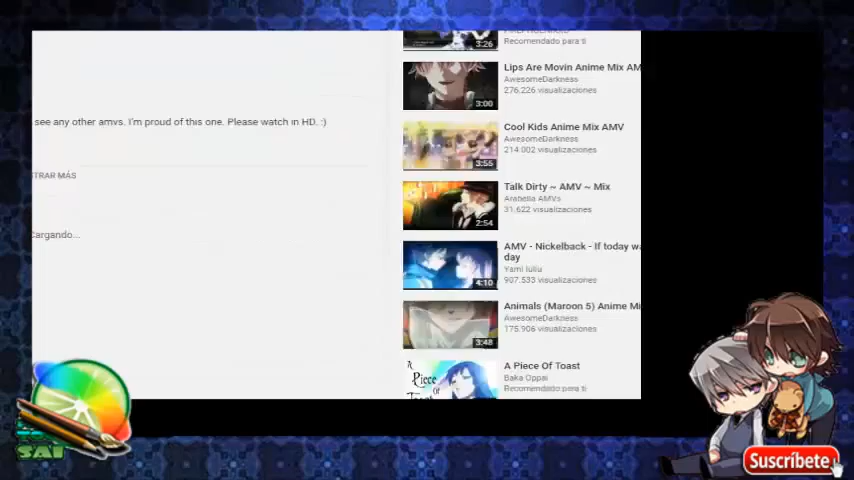 3:26
Recomendado para ti
Lips Are Movin Anime Mix AM
AwesomeDarkness
276.226 visualizaciones
3:00
see any other amvs. I'm proud of this one. Please watch in HD. :)
Cool Kids Anime Mix AMV
AwesomeDarkness
214.002 visualizaciones
3:55
STRAR MÁS
Talk Dirty ~ AMV ~ Mix
Arabella AMVs
31.622 visualizaciones
2:54
Cargando...
AMV - Nickelback - If today wa
day
Yami Iuliu
907.533 visualizaciones
4:10
Animals (Maroon 5) Anime Mi
AwesomeDarkness
175.906 visualizaciones
3:48
A Piece Of Toast
Baka Oppai
Recomendado para ti
A
Piece
Of
SAI
Suscríbete